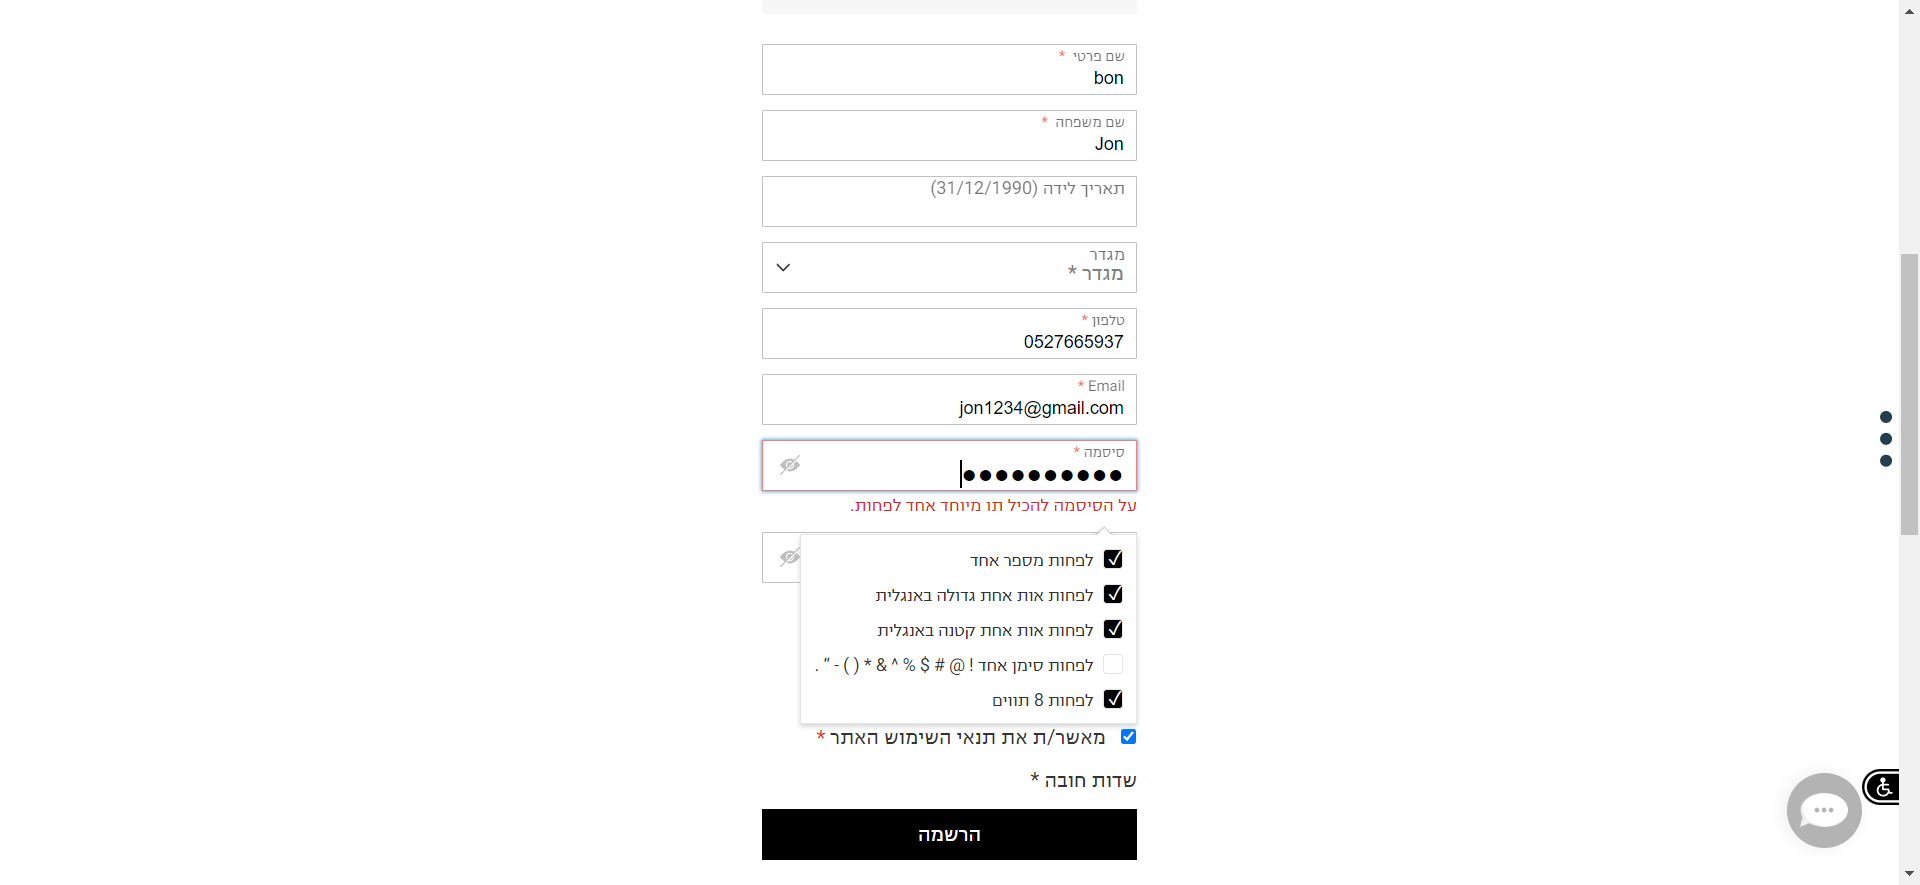 שם פרטי *
bon
שם משפחה *
Jon
תאריך לידה (31/12/1990)
מגדר
מגדר *
טלפון *
0527665937
Email *
jon1234@gmail.com
סיסמה *
●●●●●●●●●●
על הסיסמה להכיל תו מיוחד אחד לפחות.
לפחות מספר אחד
לפחות אות אחת גדולה באנגלית
לפחות אות אחת קטנה באנגלית
לפחות סימן אחד ! @ # $ % ^ & * ( ) - “ .
לפחות 8 תווים
מאשר/ת את תנאי השימוש האתר *
שדות חובה *
הרשמה